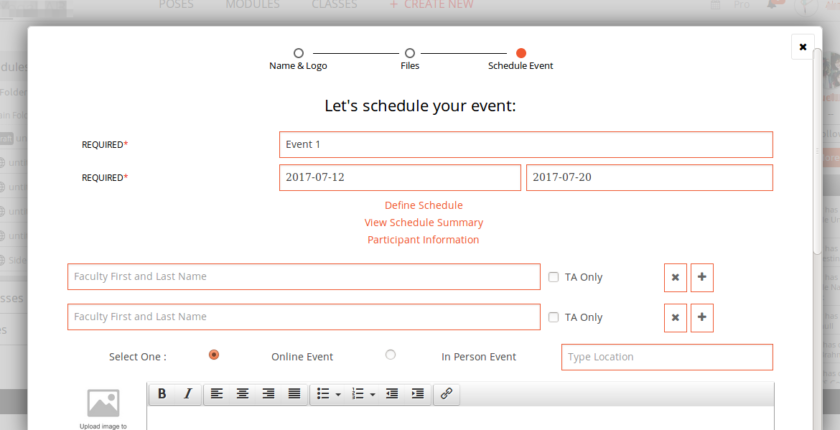 POSES MODULES CLASSES + CREATE NEW Pro
Name & Logo Files Schedule Event
Let's schedule your event:
REQUIRED* Event 1
REQUIRED* 2017-07-12 2017-07-20
Define Schedule
View Schedule Summary
Participant Information
Faculty First and Last Name TA Only
Faculty First and Last Name TA Only
Select One : Online Event In Person Event Type Location
B I
Upload image to